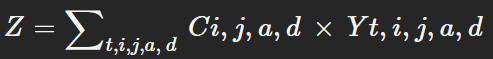 Z = ∑t,i,j,a, d Ci, j, a, d × Yt, i, j, a, d